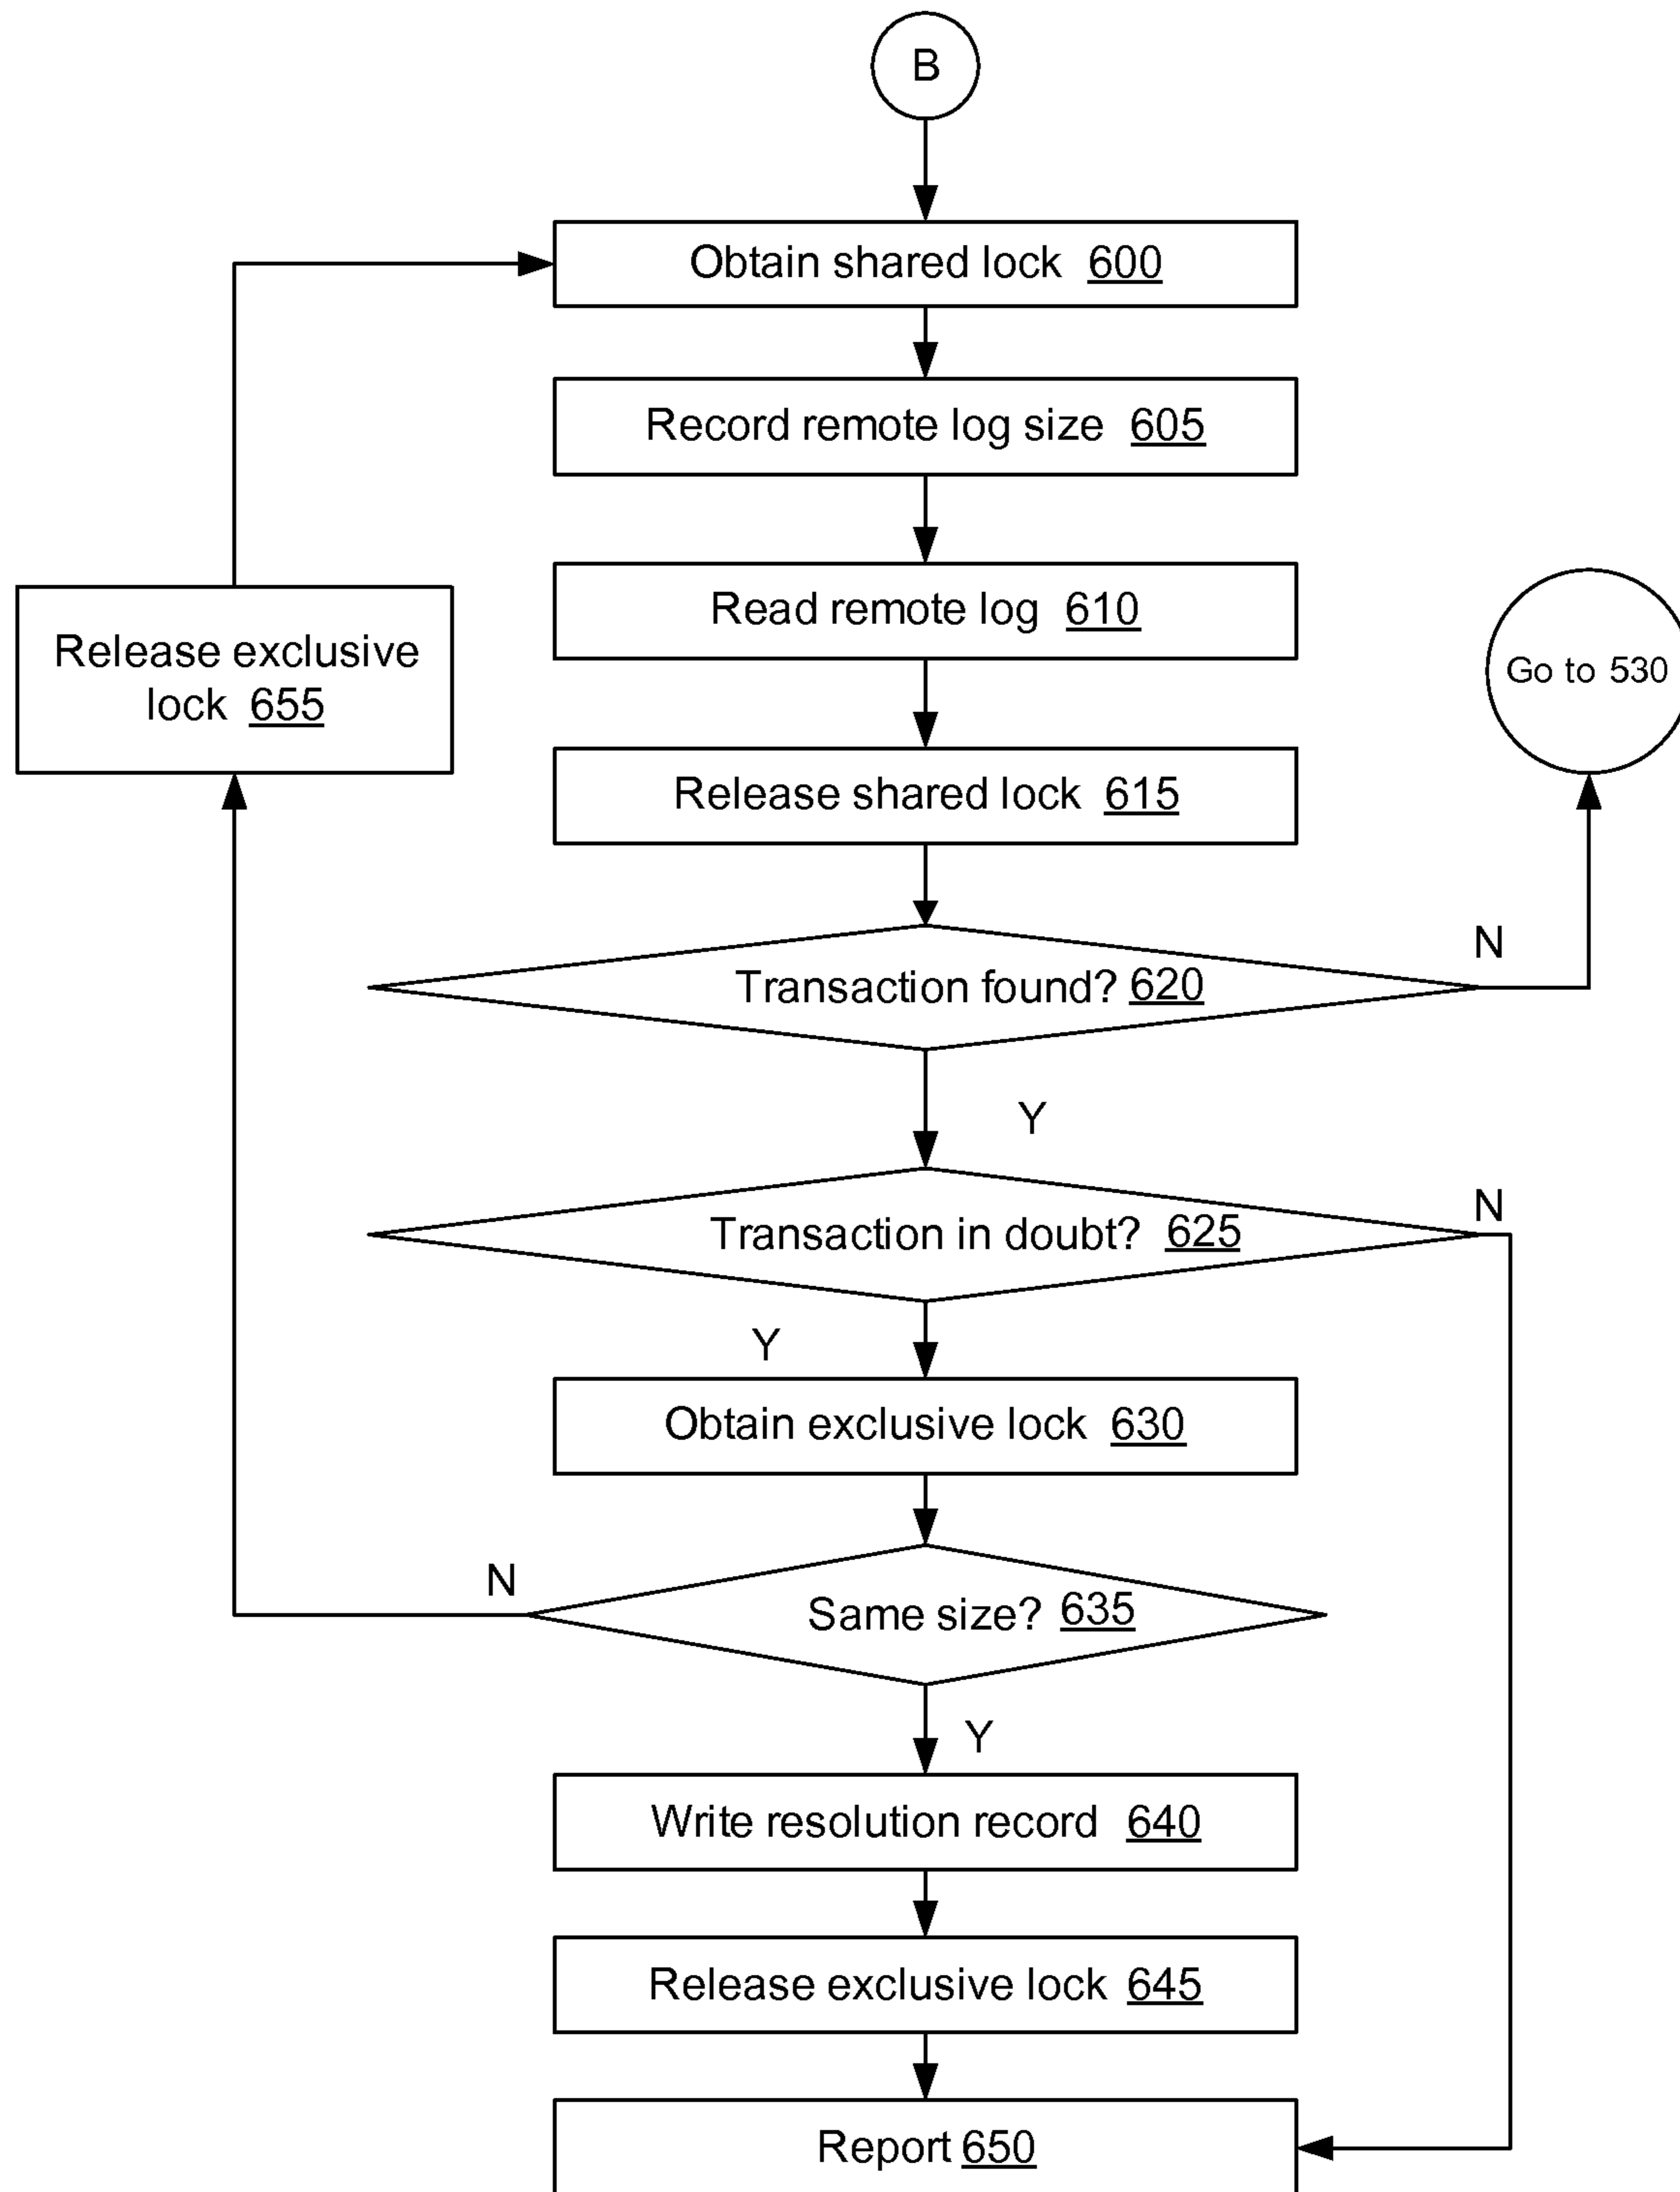 B
Obtain shared lock 600
Record remote log size 605
Read remote log 610
Release exclusive
lock 655
Go to 530
Release shared lock 615
N
Transaction found? 620
Y
N
Transaction in doubt? 625
Y
Obtain exclusive lock 630
N
Same size? 635
Y
Write resolution record 640
Release exclusive lock 645
Report 650